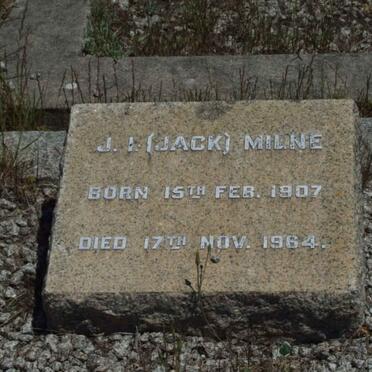 J. I. (JACK) MILNE
BORN 15TH FEB. 1907
DIED 17TH NOV. 1964.